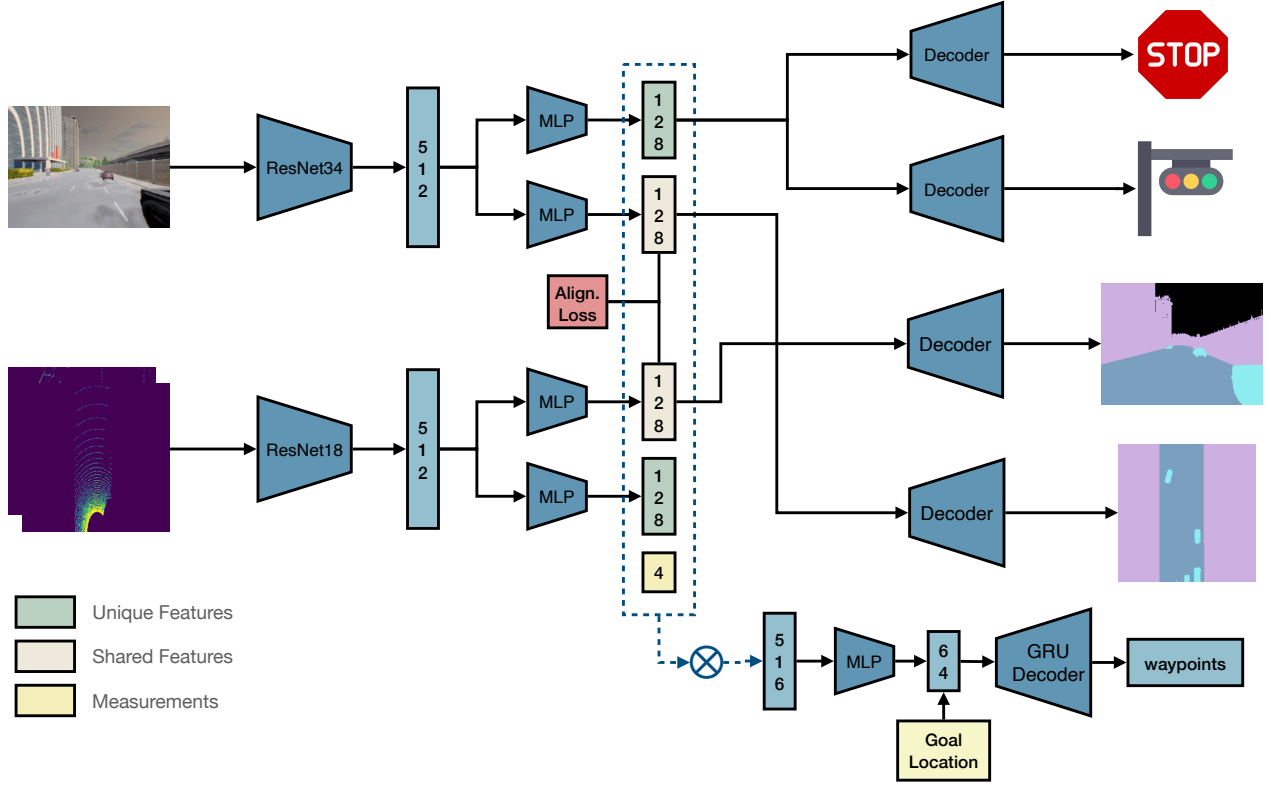 STOP
Decoder
1
2
8
MLP
ResNet34
5
1
2
Decoder
MLP
1
2
8
Align.
Loss
Decoder
1
2
8
MLP
ResNet18
5
1
2
MLP
1
2
8
Decoder
4
Unique Features
Shared Features
Measurements
5
1
6
MLP
6
4
GRU
Decoder
waypoints
Goal
Location